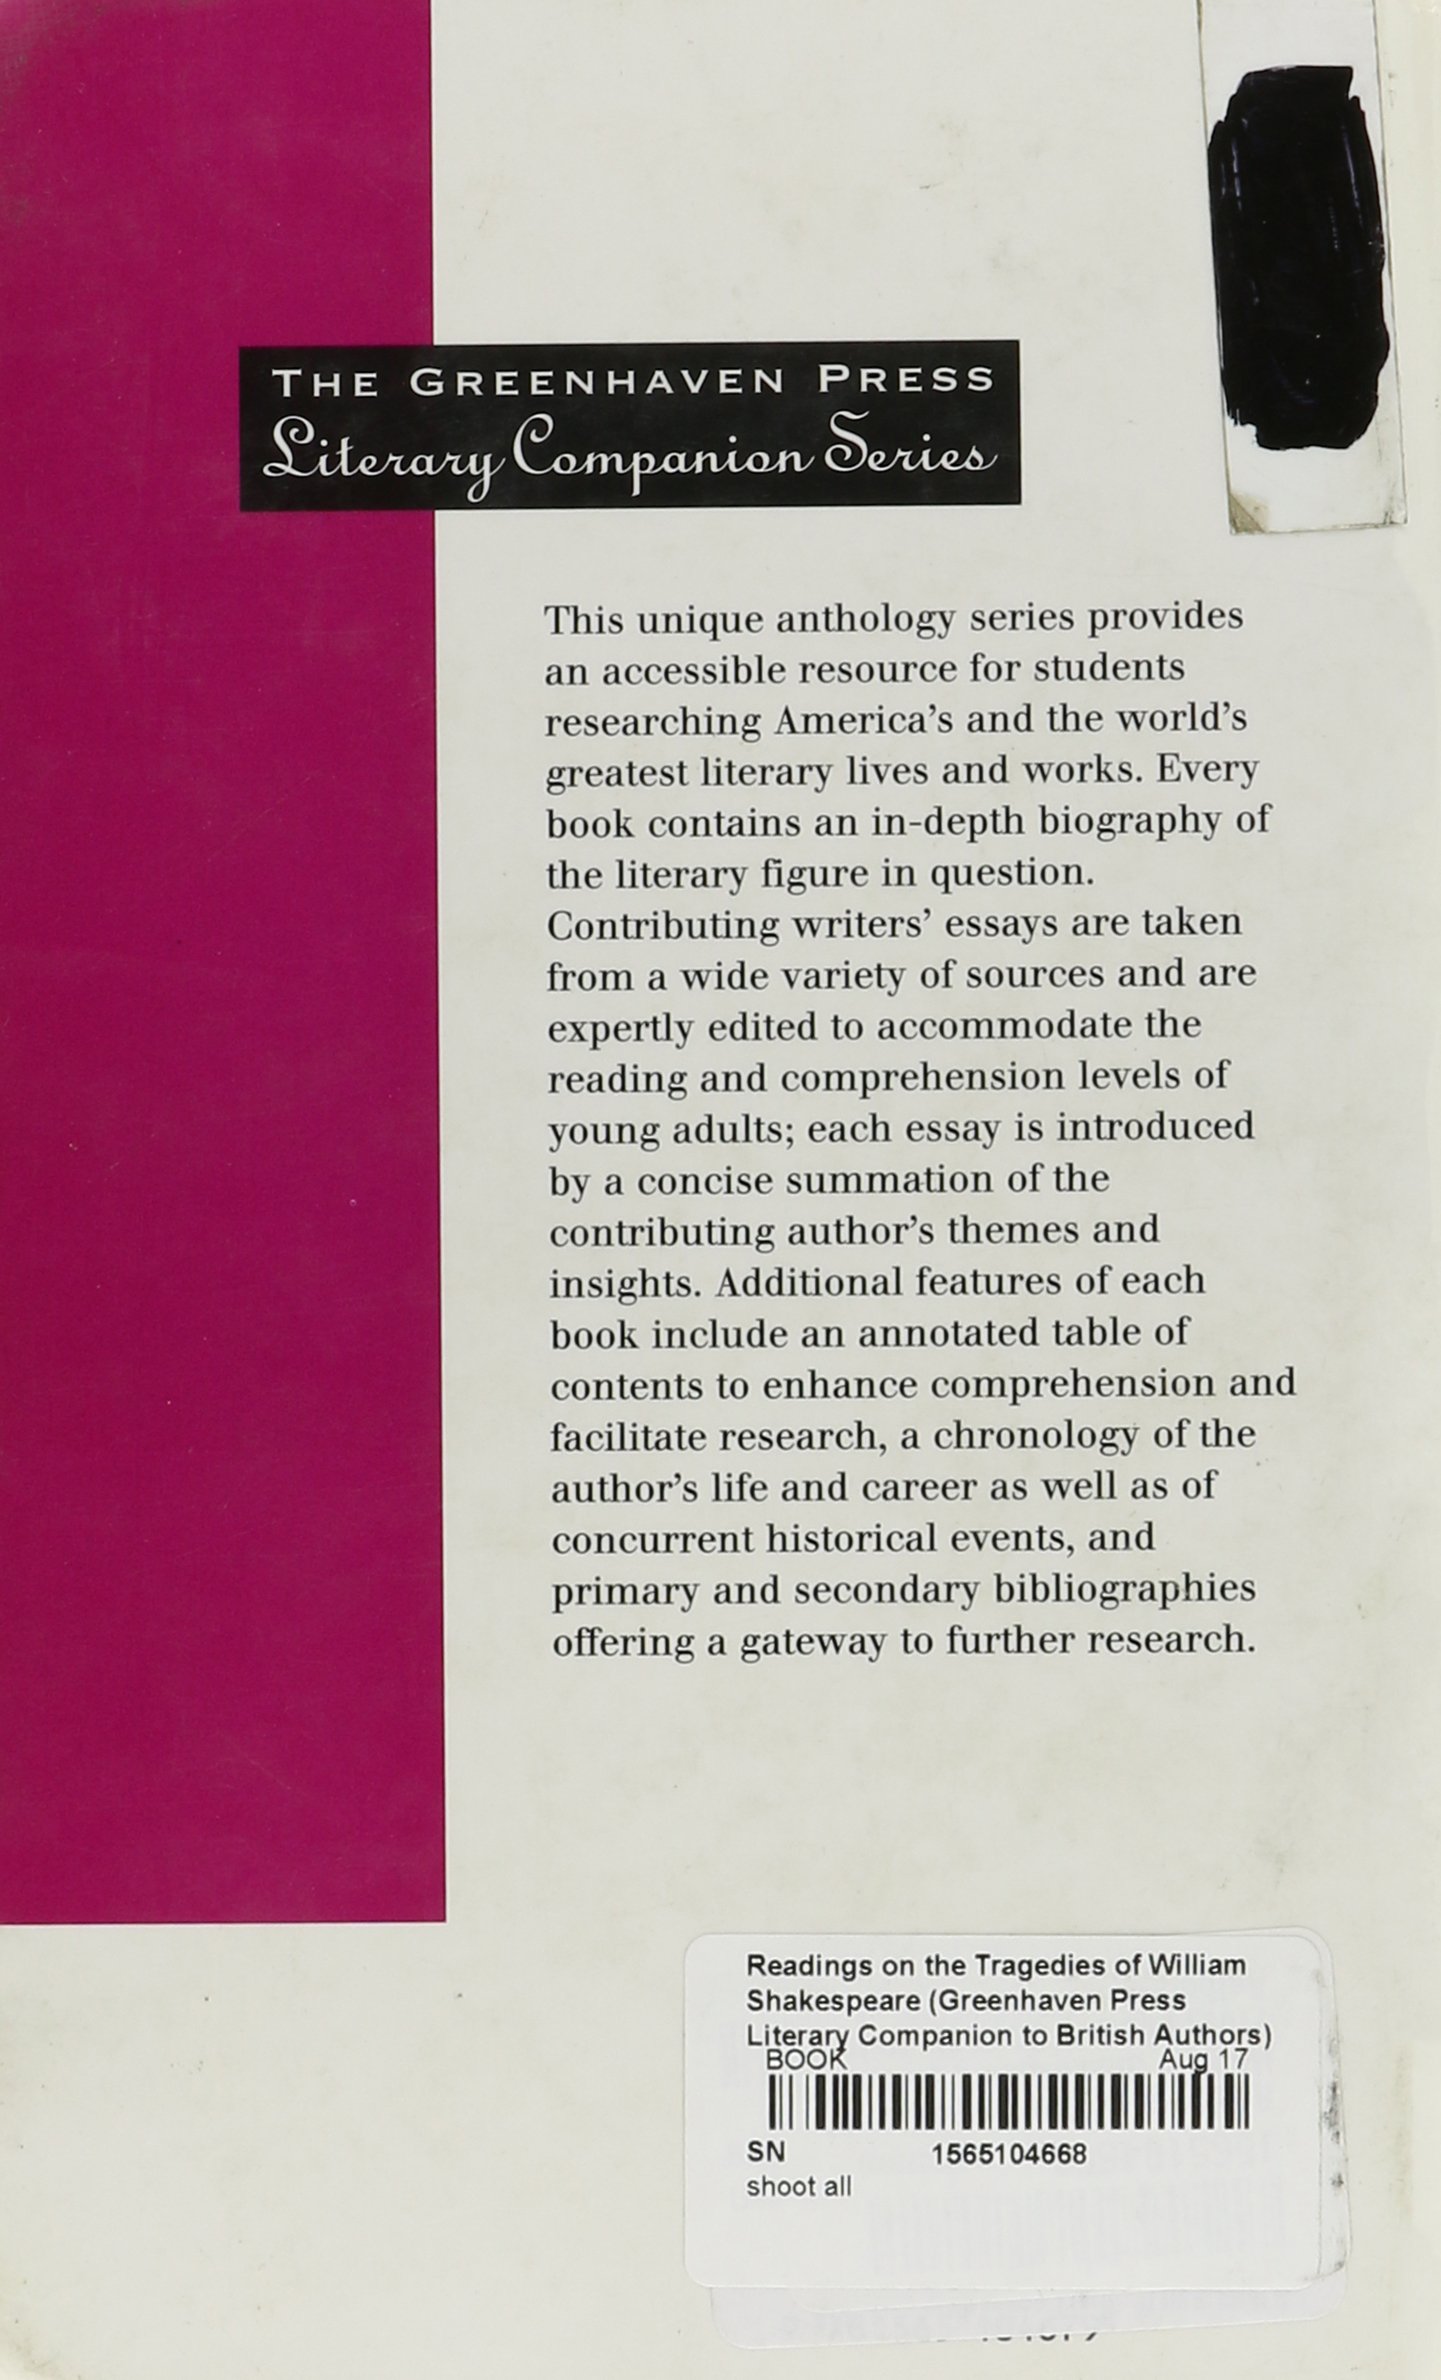 THE GREENHAVEN PRESS
Literary Companion Series
This unique anthology series provides
an accessible resource for students
researching America's and the world's
greatest literary lives and works. Every
book contains an in-depth biography of
the literary figure in question.
Contributing writers' essays are taken
from a wide variety of sources and are
expertly edited to accommodate the
reading and comprehension levels of
young adults; each essay is introduced
by a concise summation of the
contributing author's themes and
insights. Additional features of each
book include an annotated table of
contents to enhance comprehension and
facilitate research, a chronology of the
author's life and career as well as of
concurrent historical events, and
primary and secondary bibliographies
offering a gateway to further research.
Readings on the Tragedies of William
Shakespeare (Greenhaven Press
Literary Companion to British Authors)
BOOK Aug 17
SN 1565104668
shoot all